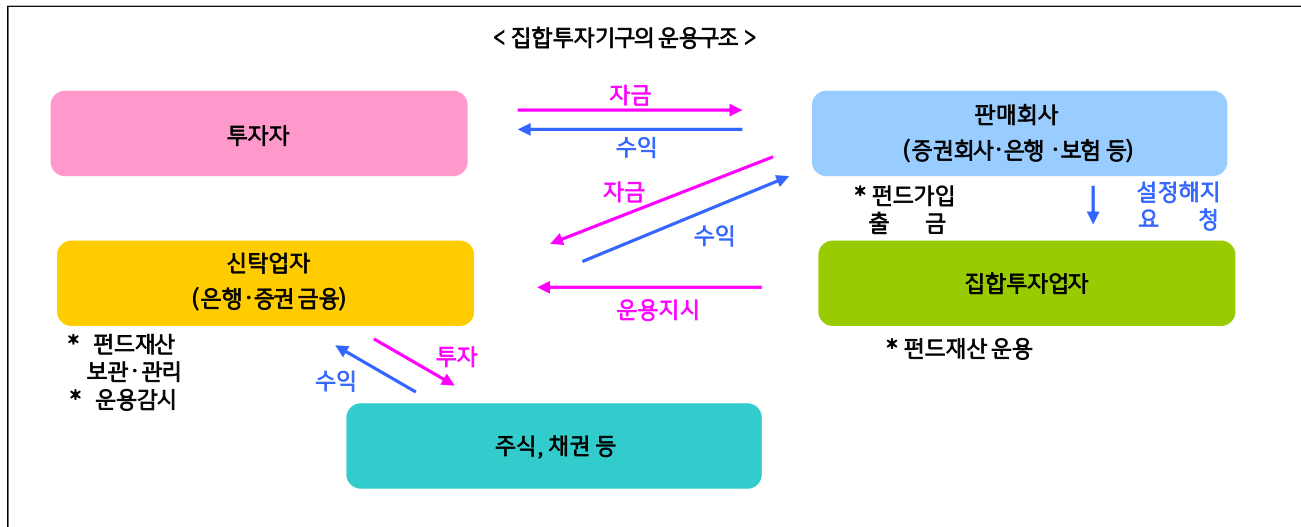 < 집합투자기구의 운용구조 >
투자자
자금
수익
판매회사
(증권회사·은행 ·보험 등)
자금
수익
* 펀드가입
출 금
설정해지
요 청
신탁업자
(은행·증권 금융)
운용지시
집합투자업자
* 펀드재산
보관·관리
* 운용감시
* 펀드재산 운용
수익
투자
주식, 채권 등